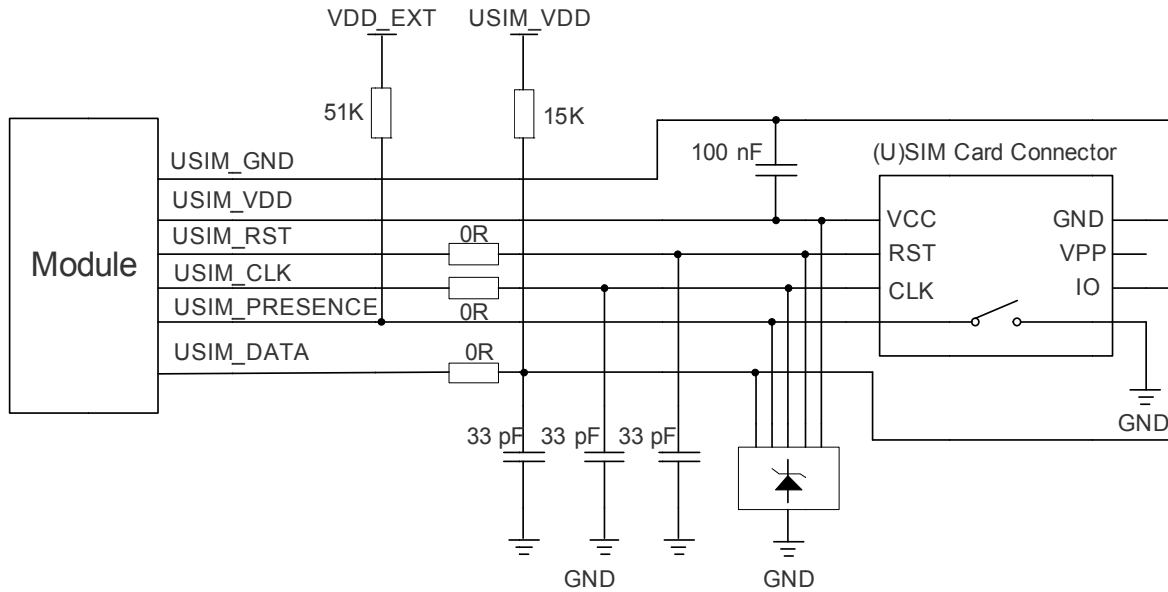 VDD_EXT USIM_VDD
51K 15K
100 nF (U)SIM Card Connector
USIM_GND
USIM_VDD
VCC GND
USIM_RST 0R
RST VPP
Module
USIM_CLK
CLK IO
USIM_PRESENCE 0R
USIM_DATA 0R
GND
33 pF 33 pF 33 pF
GND GND